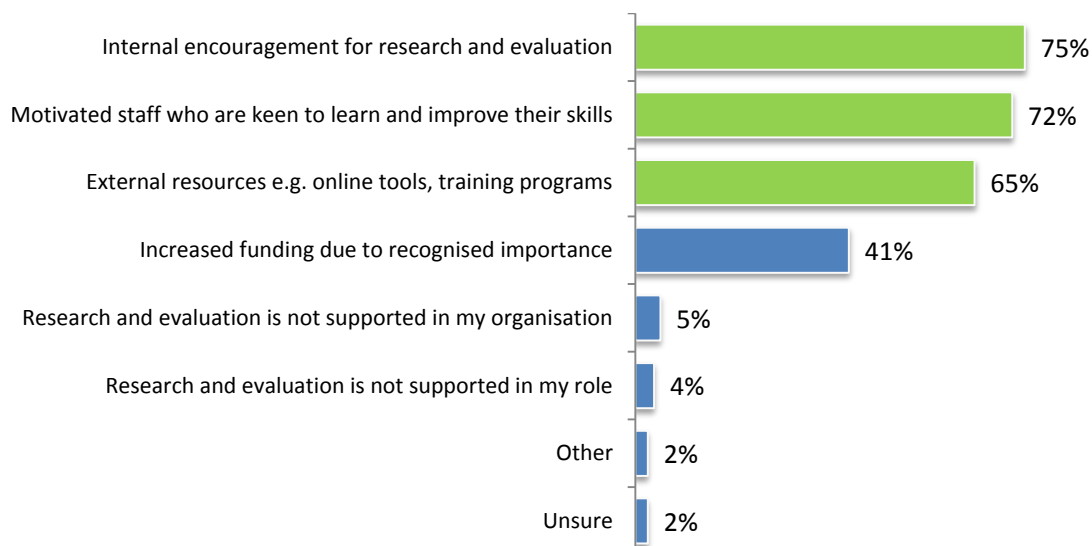 Internal encouragement for research and evaluation 75%
Motivated staff who are keen to learn and improve their skills 72%
External resources e.g. online tools, training programs 65%
Increased funding due to recognised importance 41%
Research and evaluation is not supported in my organisation 5%
Research and evaluation is not supported in my role 4%
Other 2%
Unsure 2%